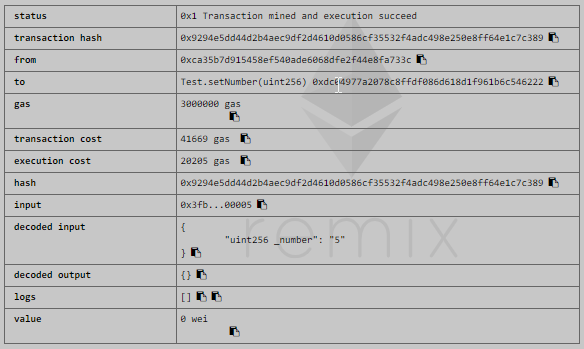 status 0x1 Transaction mined and execution succeed
transaction hash 0x9294e5dd44d2b4aec9df2d4610d0586cf35532f4adc498e250e8ff64e1c7c389
from 0xca35b7d915458ef540ade6068dfe2f44e8fa733c
to Test.setNumber(uint256)
gas 3000000 gas
transaction cost 41669 gas
execution cost 20205 gas
hash 0x9294e5dd44d2b4aec9df2d4610d0586cf35532f4adc498e250e8ff64e1c7c389
input 0x3fb...00005
decoded input {
"uint256 _number": "5"
}
decoded output {}
logs []
value 0 wei
remix